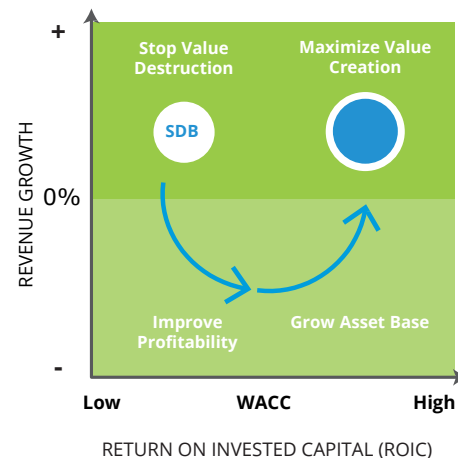 +
Stop Value
Destruction
Maximize Value
Creation
SDB
REVENUE GROWTH
0%
Improve
Profitability
Grow Asset Base
-
Low
WACC
High
RETURN ON INVESTED CAPITAL (ROIC)